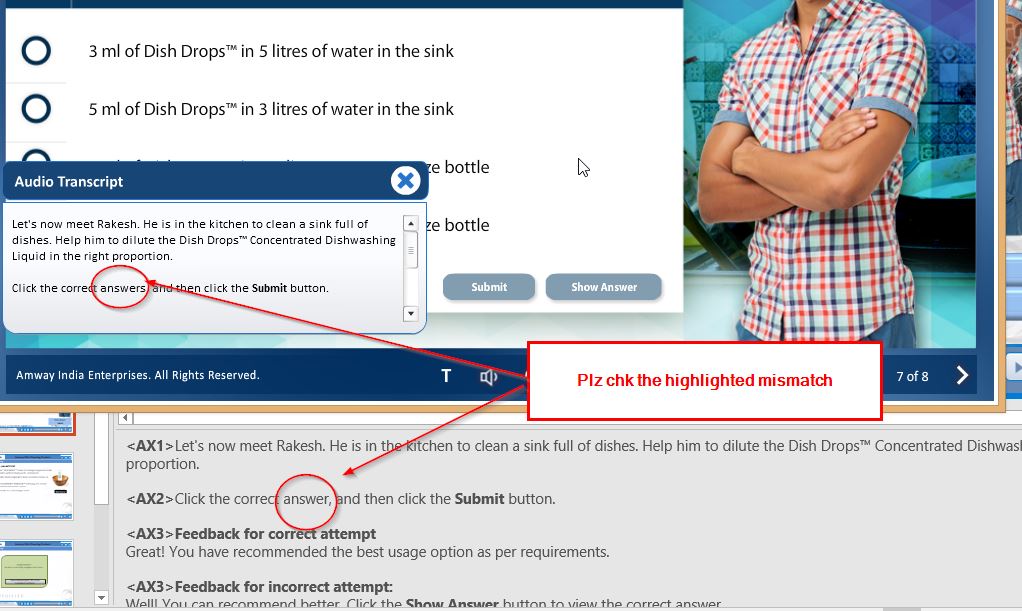 3 ml of Dish Drops™ in 5 litres of water in the sink
5 ml of Dish Drops™ in 3 litres of water in the sink
ze bottle
ze bottle
Audio Transcript
Let's now meet Rakesh. He is in the kitchen to clean a sink full of
dishes. Help him to dilute the Dish Drops™ Concentrated Dishwashing
Liquid in the right proportion.
Click the correct answers, and then click the Submit button.
Submit
Show Answer
Plz chk the highlighted mismatch
Amway India Enterprises. All Rights Reserved.
T
7 of 8
<AX1>Let's now meet Rakesh. He is in the kitchen to clean a sink full of dishes. Help him to dilute the Dish Drops™ Concentrated Dishwas
proportion.
<AX2>Click the correct answer, and then click the Submit button.
<AX3>Feedback for correct attempt
Great! You have recommended the best usage option as per requirements.
<AX3>Feedback for incorrect attempt:
Well! You can recommend better. Click the Show Answer button to view the correct answer